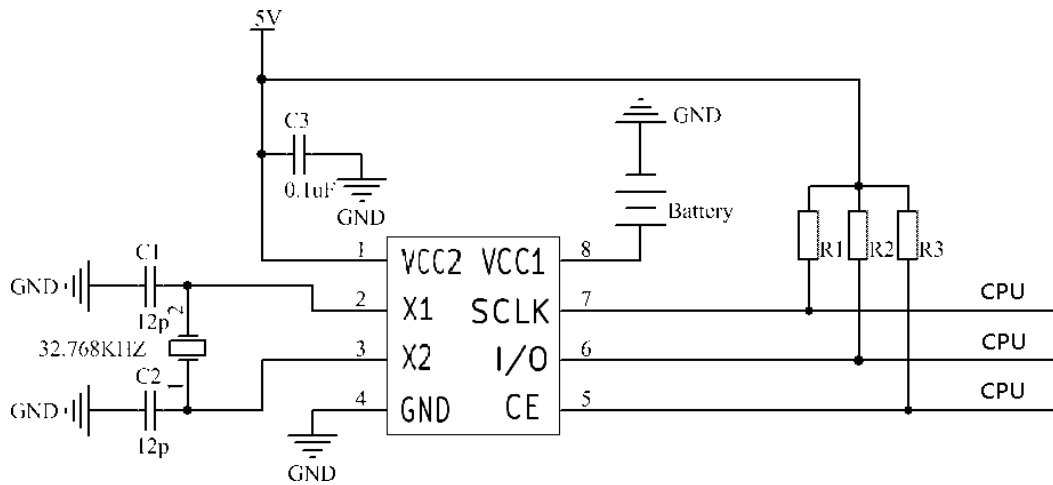 5V
C3
0.1uF
GND
GND
Battery
R1
R2
R3
C1
GND
12p
2
32.768KHZ
1
C2
GND
12p
1
VCC2
VCC1
8
2
X1
SCLK
7
CPU
3
X2
I/O
6
CPU
4
GND
CE
5
CPU
GND